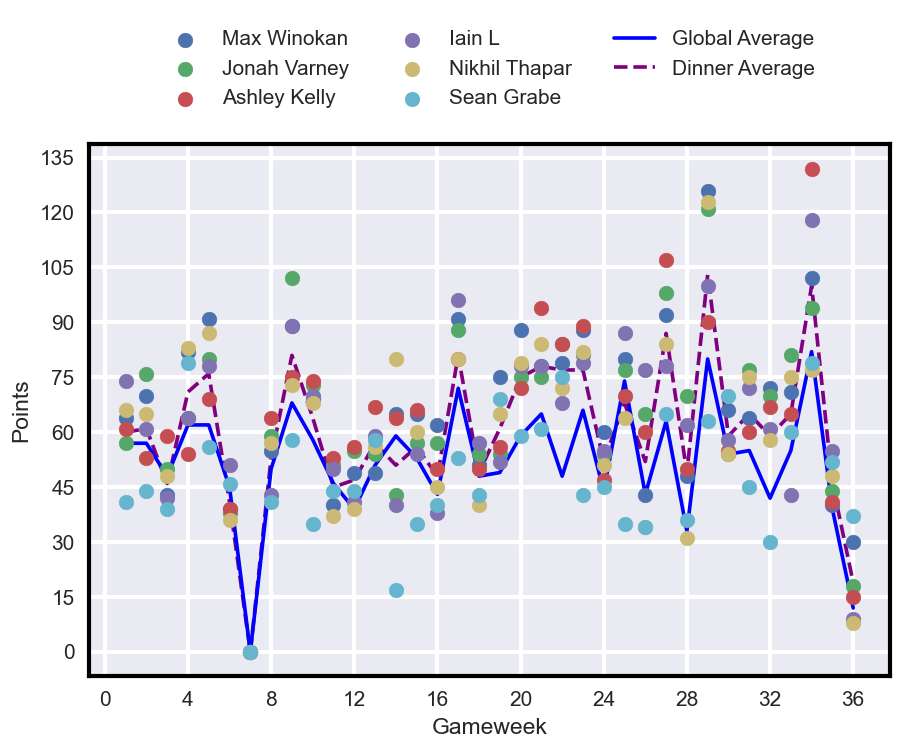 Max Winokan
Jonah Varney
Ashley Kelly
Iain L
Nikhil Thapar
Sean Grabe
Global Average
Dinner Average
Points
135
120
105
90
75
60
45
30
15
0
0 4 8 12 16 20 24 28 32 36
Gameweek